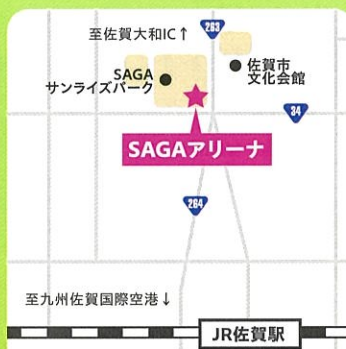 至佐賀大和IC↑
263
SAGA
サンライズパーク
佐賀市
文化会館
34
SAGAアリーナ
264
至九州佐賀国際空港↓
JR佐賀駅